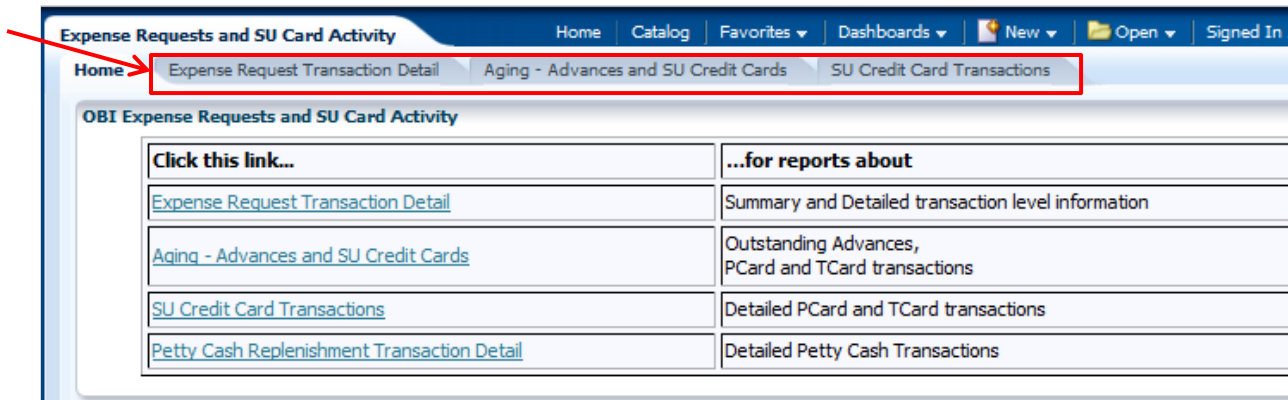 Expense Requests and SU Card Activity Home Catalog Favorites Dashboards New Open Signed In
Home Expense Request Transaction Detail Aging - Advances and SU Credit Cards SU Credit Card Transactions
OBI Expense Requests and SU Card Activity
Click this link... ...for reports about
Expense Request Transaction Detail Summary and Detailed transaction level information
Aging - Advances and SU Credit Cards Outstanding Advances,
PCard and TCard transactions
SU Credit Card Transactions Detailed PCard and TCard transactions
Petty Cash Replenishment Transaction Detail Detailed Petty Cash Transactions